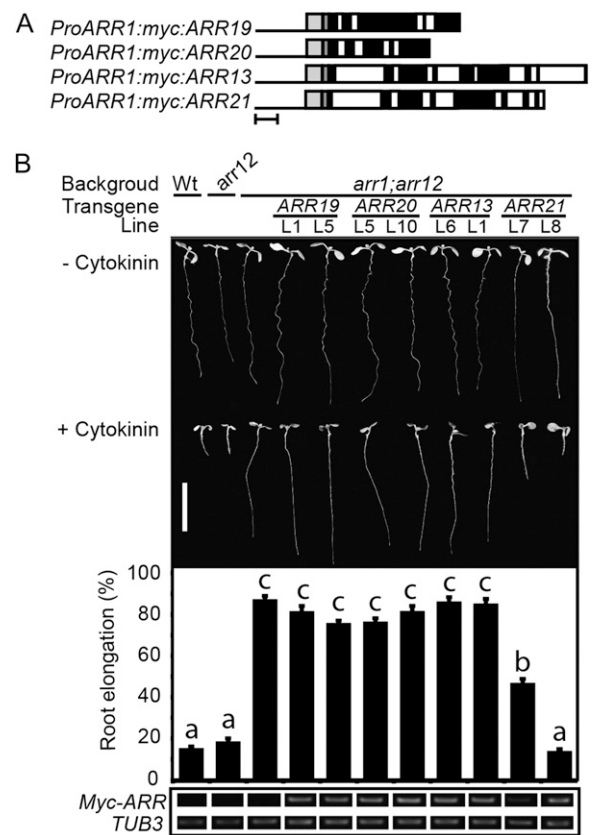 A
ProARR1:myc:ARR19
ProARR1:myc:ARR20
ProARR1:myc:ARR13
ProARR1:myc:ARR21
B
Backgroud Wt arr12 arr1;arr12
Transgene ARR19 ARR20 ARR13 ARR21
Line L1 L5 L5 L10 L6 L1 L7 L8
- Cytokinin
+ Cytokinin
Root elongation (%)
100
80
60
40
20
0
a a c c c c c c c b a
Myc-ARR
TUB3